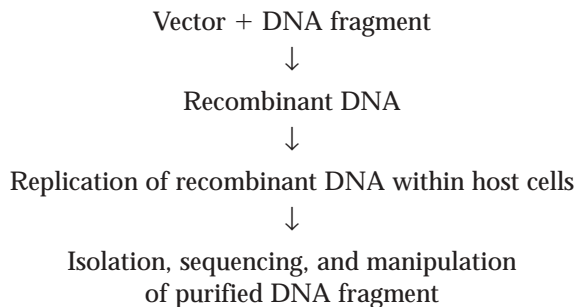 Vector + DNA fragment
↓
Recombinant DNA
↓
Replication of recombinant DNA within host cells
↓
Isolation, sequencing, and manipulation
of purified DNA fragment